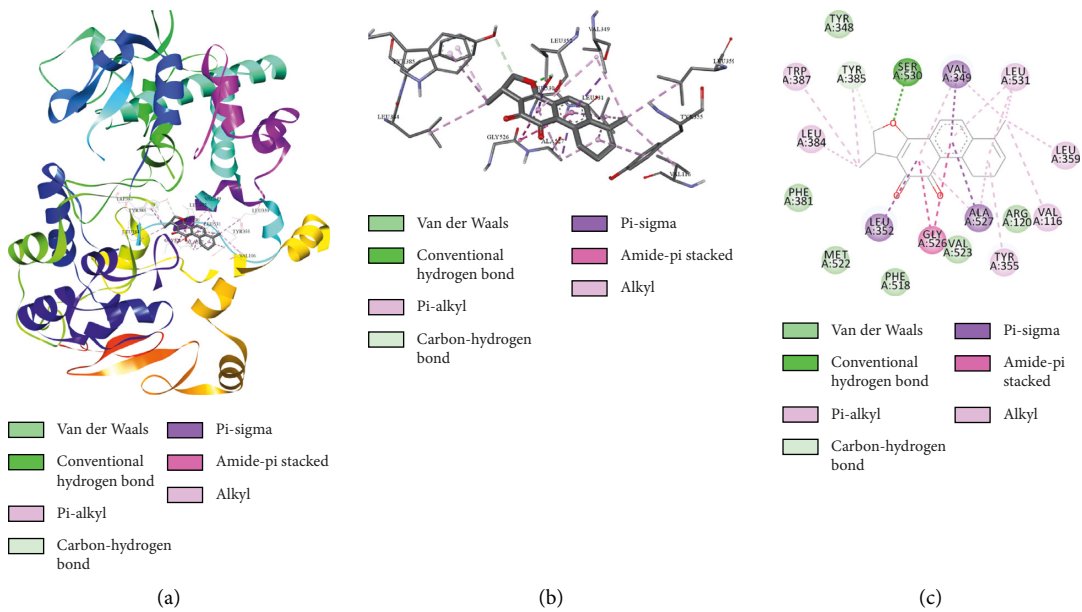 Van der Waals
Conventional
hydrogen bond
Pi-alkyl
Carbon-hydrogen
bond
Pi-sigma
Amide-pi stacked
Alkyl
(a)
TYR385
LEU352
VAL349
LEU359
LEU384
GLY526
TYR355
Van der Waals
Conventional
hydrogen bond
Pi-alkyl
Carbon-hydrogen
bond
Pi-sigma
Amide-pi stacked
Alkyl
(b)
TYR
A:348
TRP
A:387
TYR
A:385
SER
A:530
VAL
A:349
LEU
A:531
LEU
A:384
LEU
A:359
PHE
A:381
O
O
O
LEU
A:352
GLY
A:526
VAL
A:523
ALA
A:527
ARG
A:120
VAL
A:116
MET
A:522
PHE
A:518
TYR
A:355
Van der Waals
Conventional
hydrogen bond
Pi-alkyl
Carbon-hydrogen
bond
Pi-sigma
Amide-pi
stacked
Alkyl
(c)